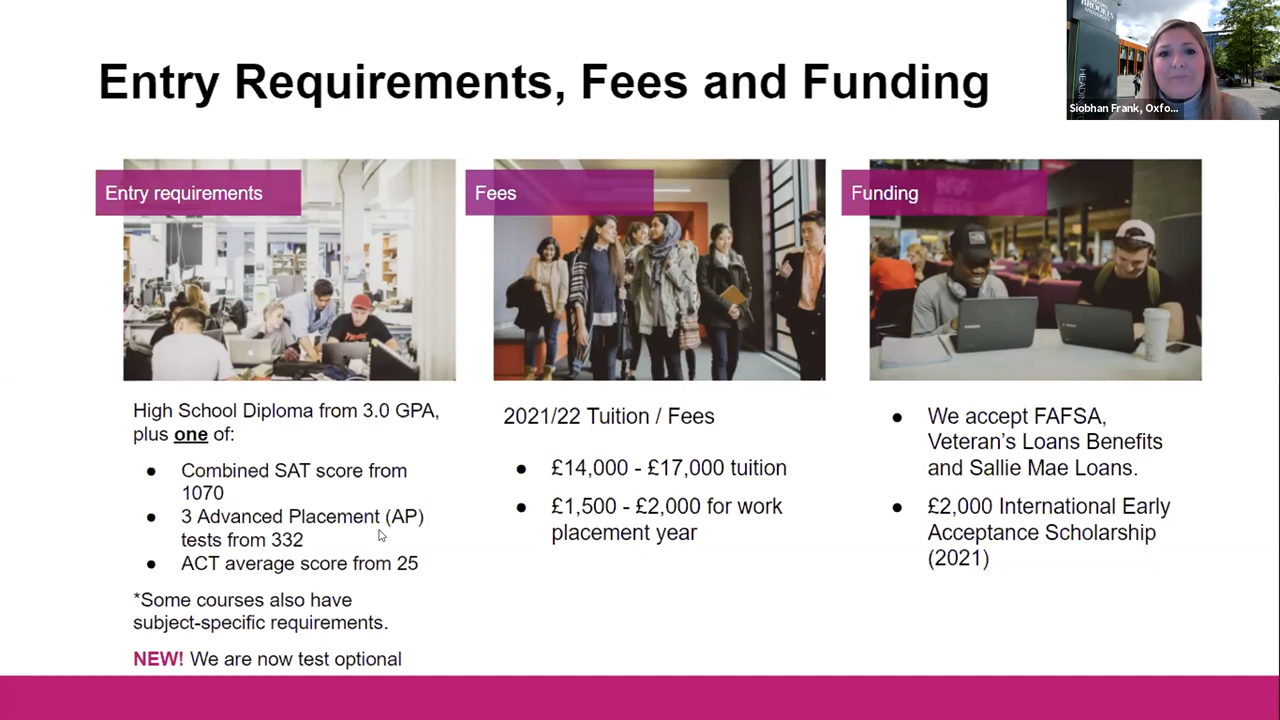 Entry Requirements, Fees and Funding
BROOKES
UNIVERSITY
Siobhan Frank, Oxfo...
Entry requirements
Fees
Funding
High School Diploma from 3.0 GPA,
plus one of:
● Combined SAT score from
1070
● 3 Advanced Placement (AP)
tests from 332
● ACT average score from 25
*Some courses also have
subject-specific requirements.
NEW! We are now test optional
2021/22 Tuition / Fees
● £14,000 - £17,000 tuition
● £1,500 - £2,000 for work
placement year
● We accept FAFSA,
Veteran’s Loans Benefits
and Sallie Mae Loans.
● £2,000 International Early
Acceptance Scholarship
(2021)